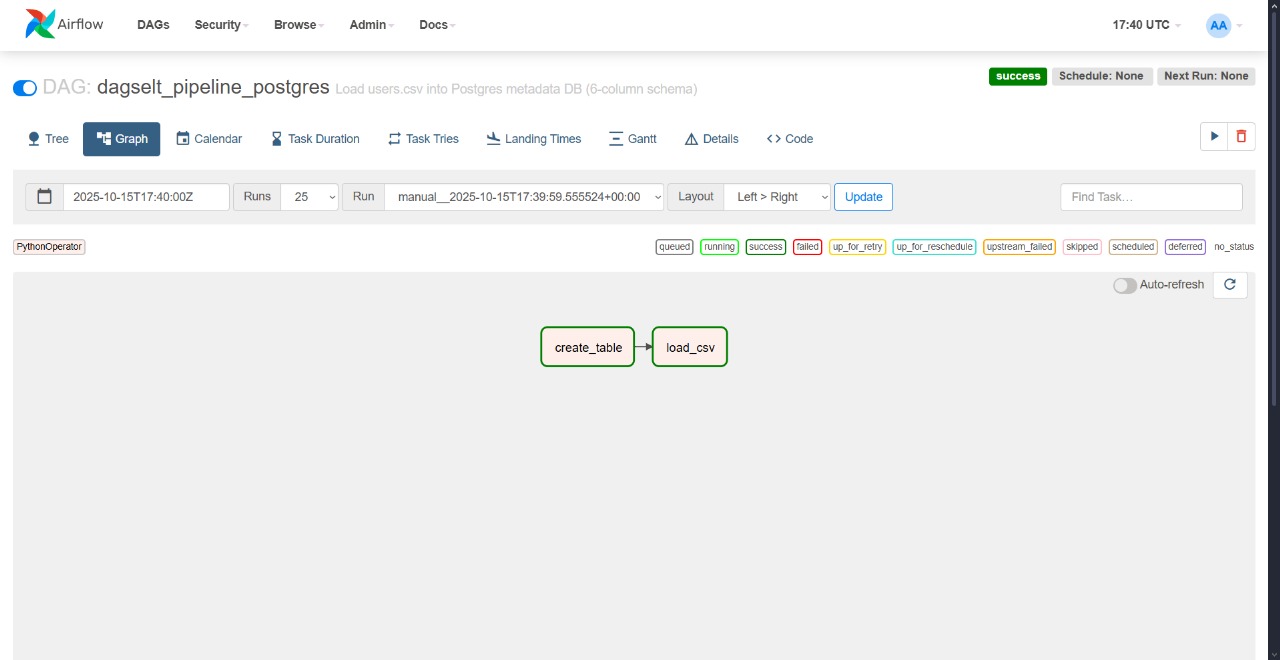 Airflow DAGs Security Browse Admin Docs 17:40 UTC AA
DAG: dagselt_pipeline_postgres Load users.csv into Postgres metadata DB (6-column schema) success Schedule: None Next Run: None
Tree Graph Calendar Task Duration Task Tries Landing Times Gantt Details Code
2025-10-15T17:40:00Z Runs 25 Run manual__2025-10-15T17:39:59.555524+00:00 Layout Left > Right Update Find Task…
PythonOperator queued running success failed up_for_retry up_for_reschedule upstream_failed skipped scheduled deferred no_status
Auto-refresh
create_table load_csv